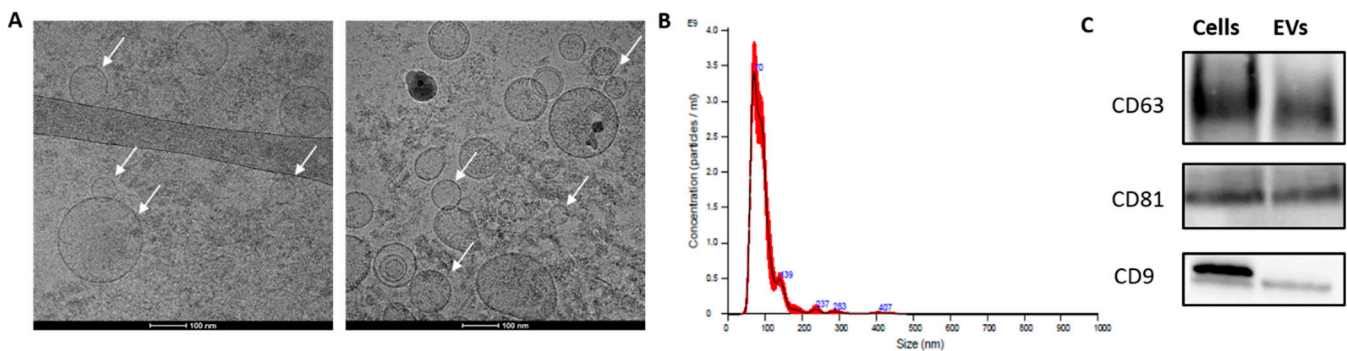 A
100 nm
100 nm
B
E9
Concentration (particles / ml)
4.0
3.5
3.0
2.5
2.0
1.5
1.0
0.5
0
70
139
237
283
407
0
100
200
300
400
500
600
700
800
900
1000
Size (nm)
C
Cells EVs
CD63
CD81
CD9